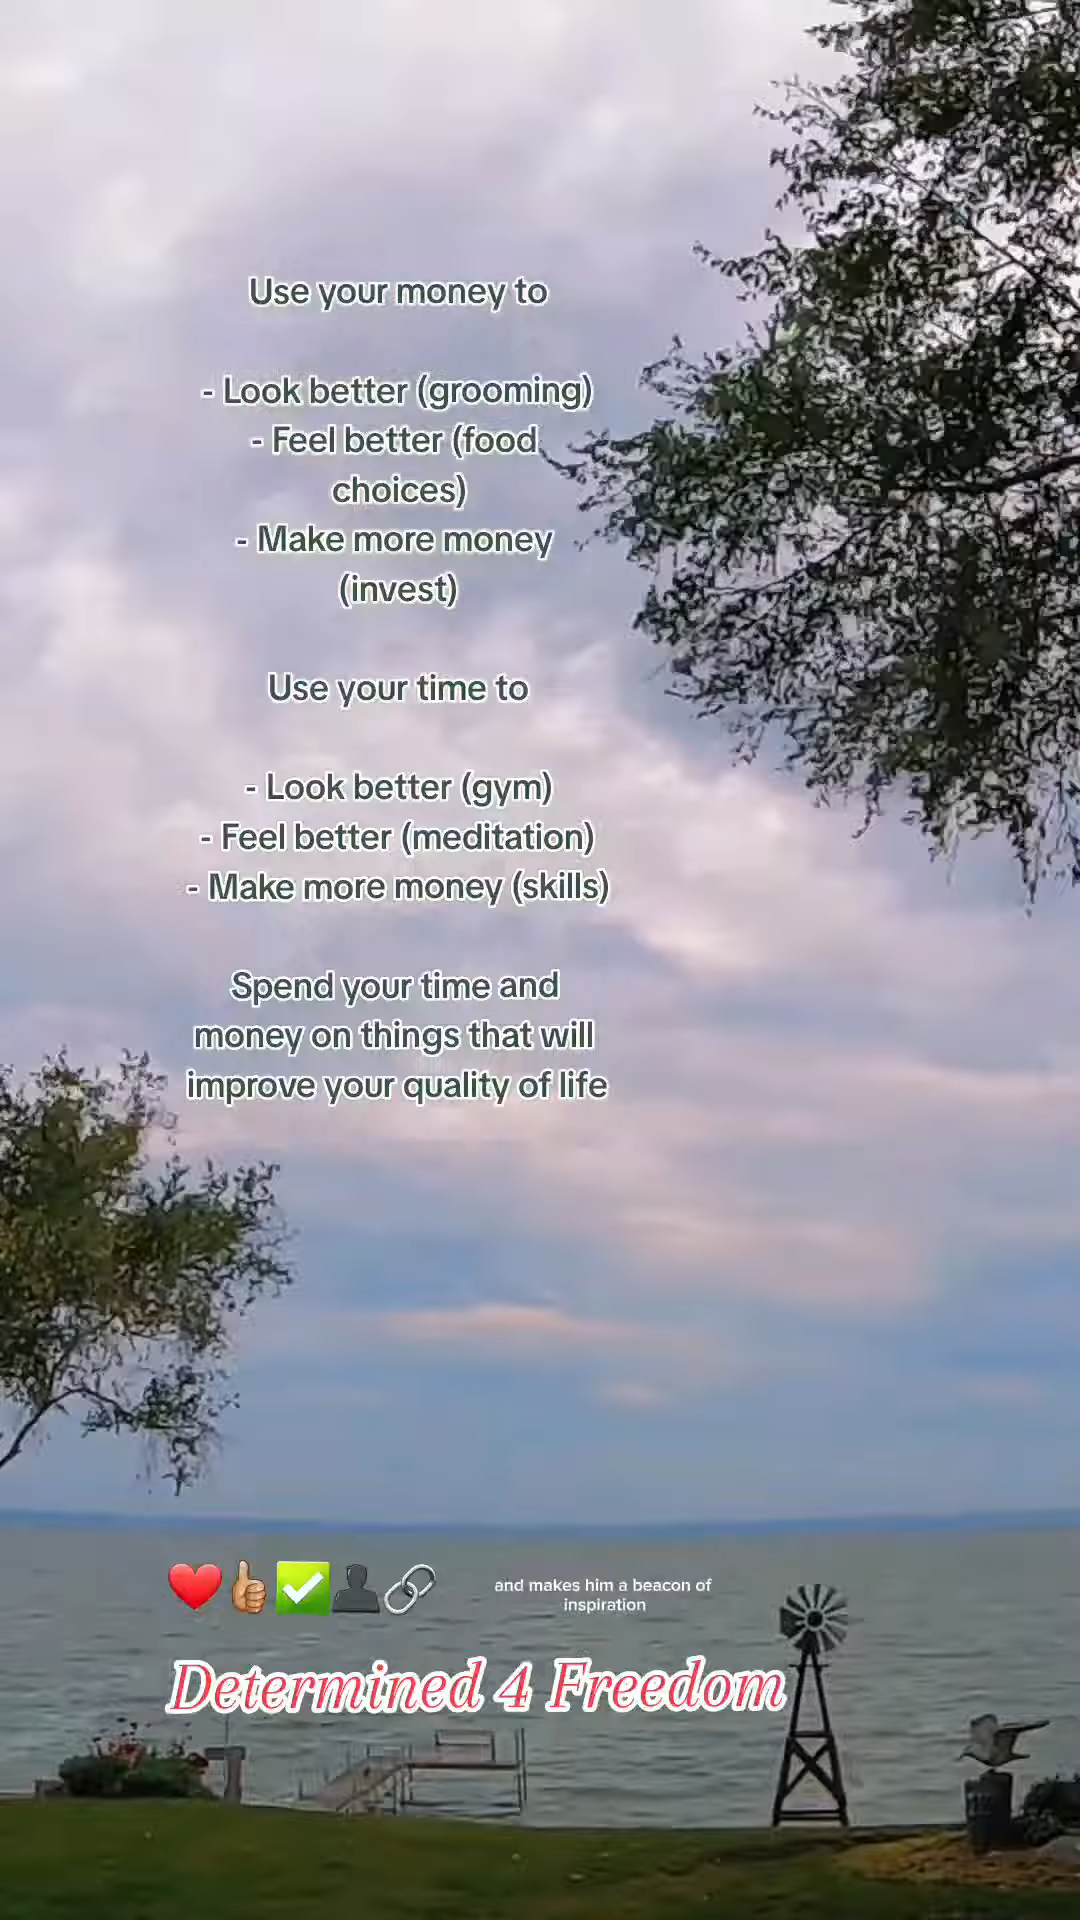 Use your money to
- Look better (grooming)
- Feel better (food
choices)
- Make more money
(invest)
Use your time to
- Look better (gym)
- Feel better (meditation)
- Make more money (skills)
Spend your time and
money on things that will
improve your quality of life
and makes him a beacon of
inspiration
Determined 4 Freedom